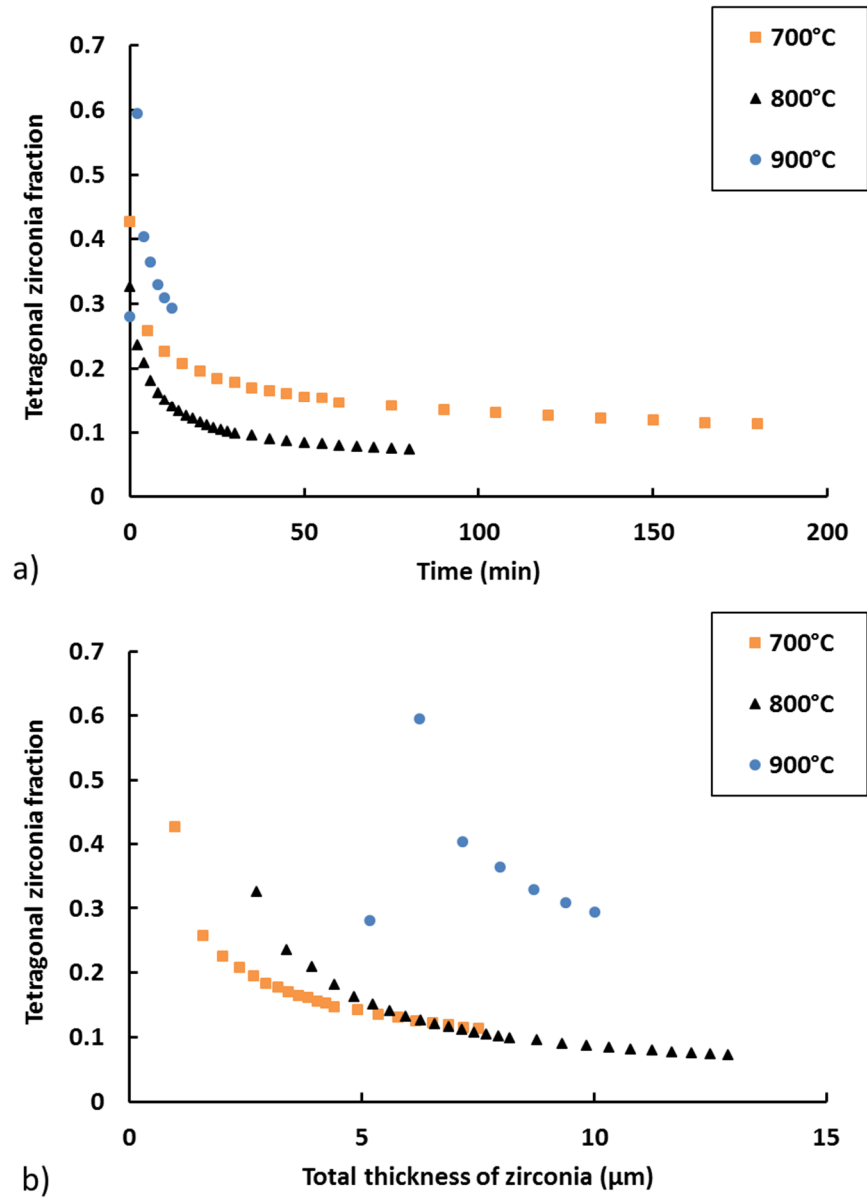 0.7
0.6
0.5
0.4
0.3
0.2
0.1
0
Tetragonal zirconia fraction
700°C
800°C
900°C
0 50 100 150 200
Time (min)
a)
0.7
0.6
0.5
0.4
0.3
0.2
0.1
0
Tetragonal zirconia fraction
700°C
800°C
900°C
0 5 10 15
Total thickness of zirconia (μm)
b)